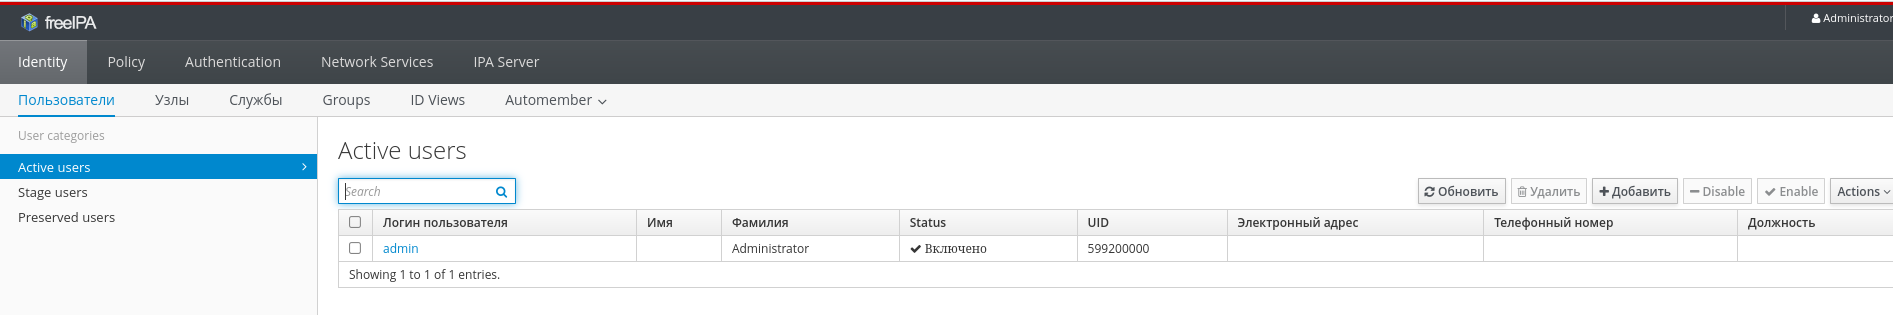 freeIPA
Administrator
Identity Policy Authentication Network Services IPA Server
Пользователи Узлы Службы Groups ID Views Automember
User categories
Active users
Stage users
Preserved users
Active users
Search
Обновить Удалить Добавить Disable Enable Actions
Логин пользователя Имя Фамилия Status UID Электронный адрес Телефонный номер Должность
admin Administrator Включено 599200000
Showing 1 to 1 of 1 entries.